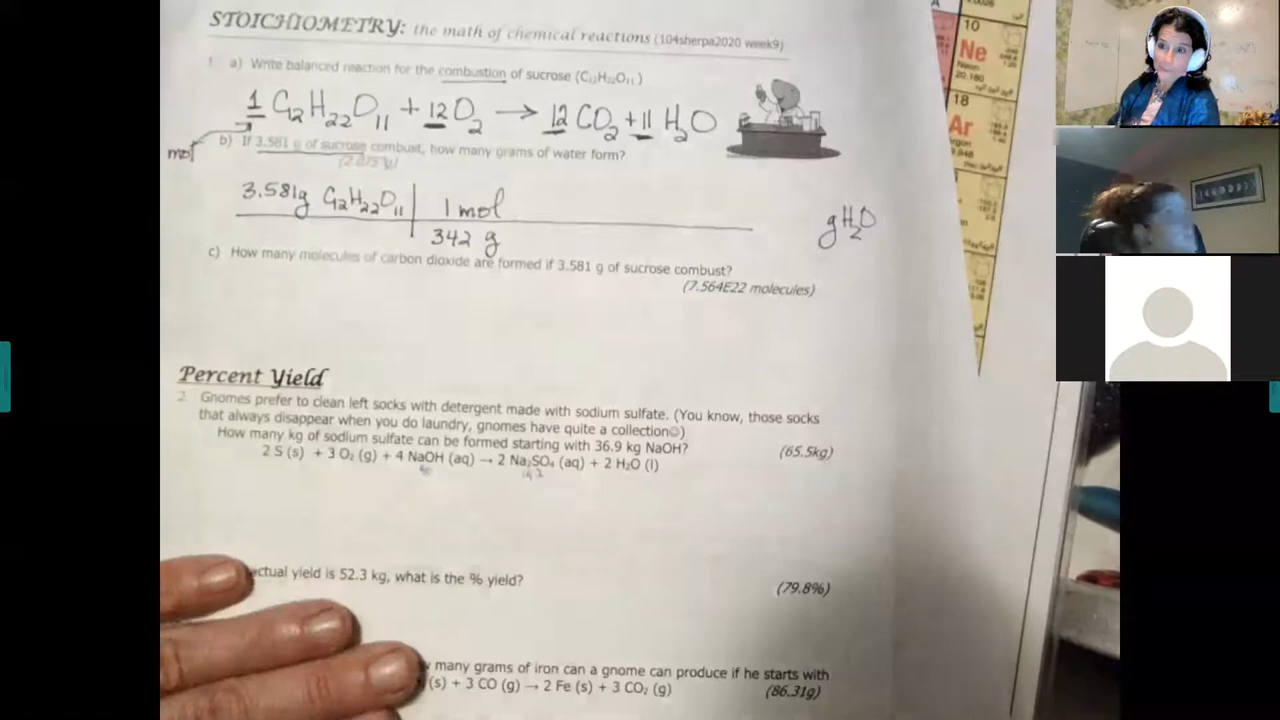 STOICHIOMETRY: the math of chemical reactions (104sherpa2020 week9)
1 a) Write balanced reaction for the combustion of sucrose (C₁₂H₂₂O₁₁)
1 C₁₂H₂₂O₁₁ + 12 O₂ → 12 CO₂ + 11 H₂O
b) If 3.581 g of sucrose combust, how many grams of water form?
mol
(2.075 g)
3.581g C₁₂H₂₂O₁₁ | 1 mol
342 g
g H₂O
c) How many molecules of carbon dioxide are formed if 3.581 g of sucrose combust?
(7.564E22 molecules)
Percent Yield
2 Gnomes prefer to clean left socks with detergent made with sodium sulfate. (You know, those socks
that always disappear when you do laundry, gnomes have quite a collection☺)
How many kg of sodium sulfate can be formed starting with 36.9 kg NaOH?
(65.5kg)
2 S (s) + 3 O₂ (g) + 4 NaOH (aq) → 2 Na₂SO₄ (aq) + 2 H₂O (l)
40
142
actual yield is 52.3 kg, what is the % yield?
(79.8%)
many grams of iron can a gnome can produce if he starts with
(s) + 3 CO (g) → 2 Fe (s) + 3 CO₂ (g)
(86.31g)
10
Ne
Neon
20.180
18
Ar